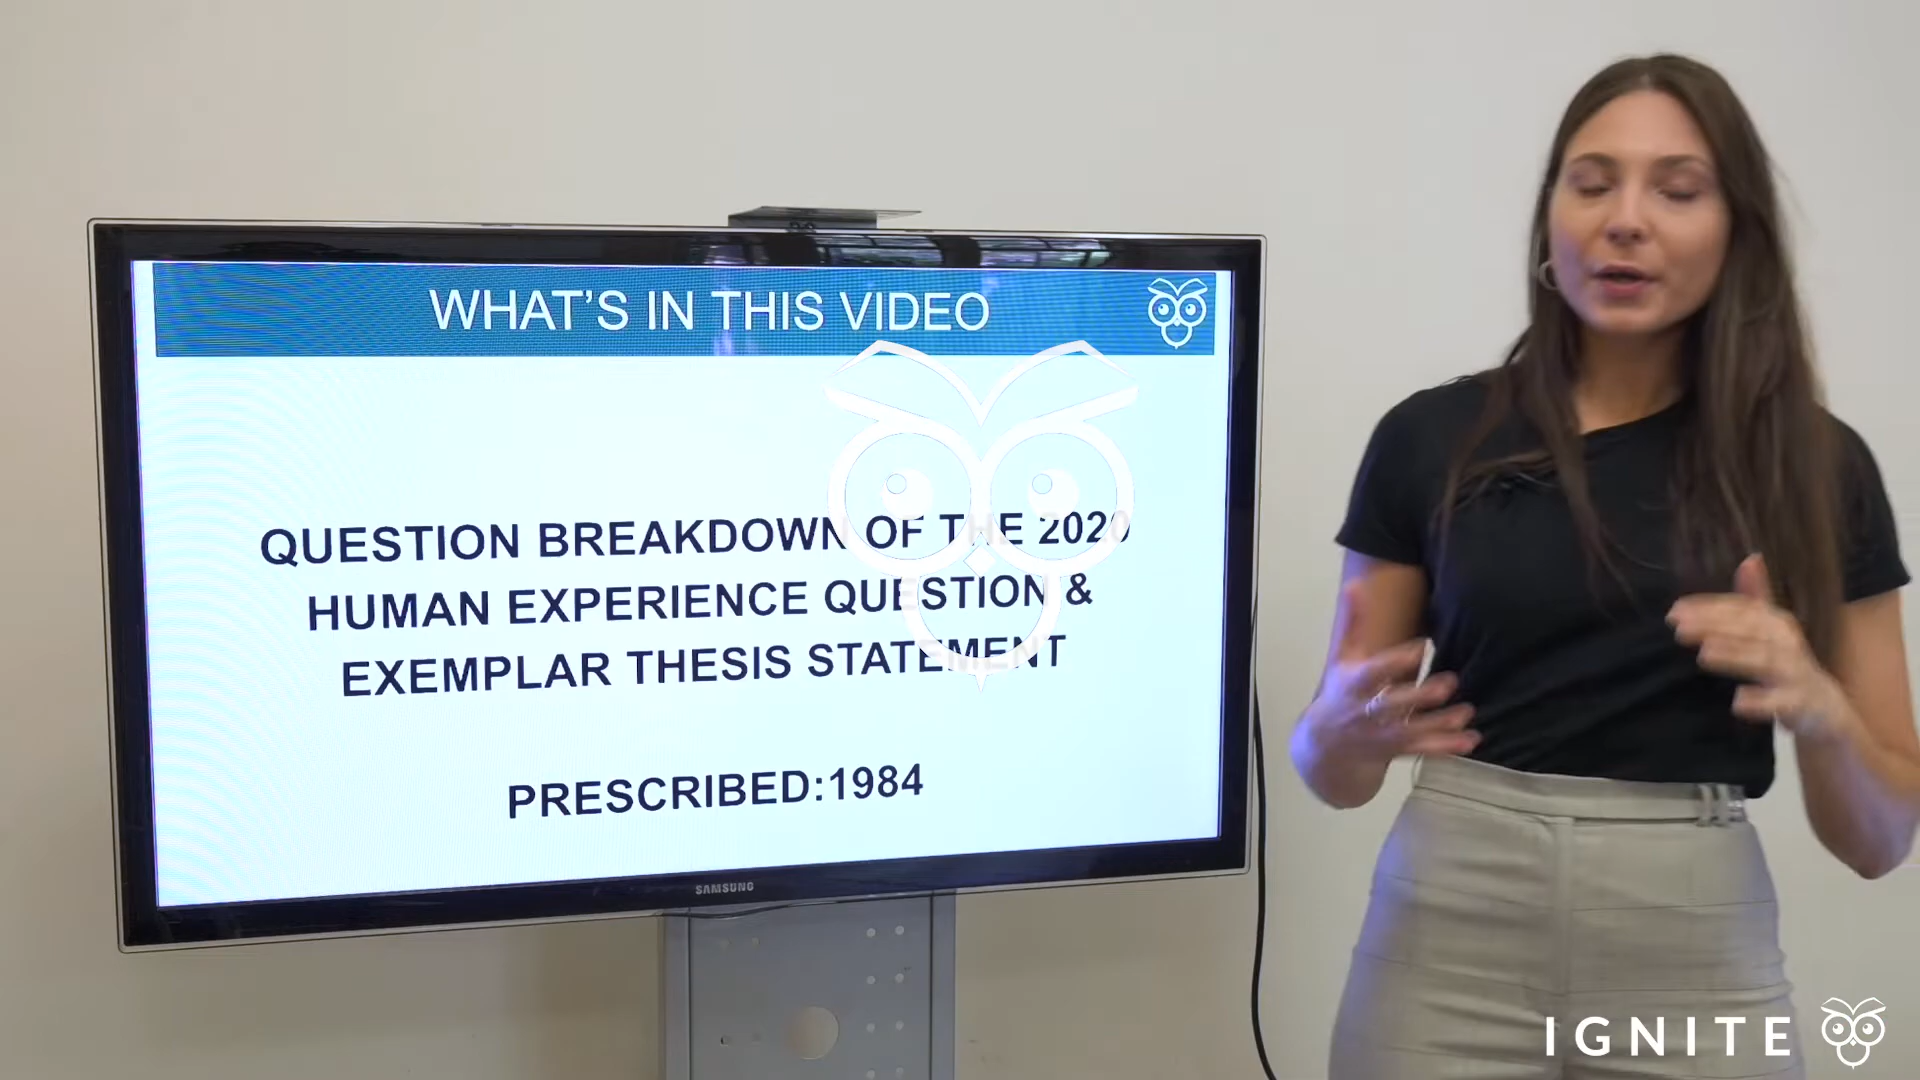 WHAT'S IN THIS VIDEO
QUESTION BREAKDOWN OF THE 2020
HUMAN EXPERIENCE QUESTION &
EXEMPLAR THESIS STATEMENT
PRESCRIBED:1984
SAMSUNG
IGNITE